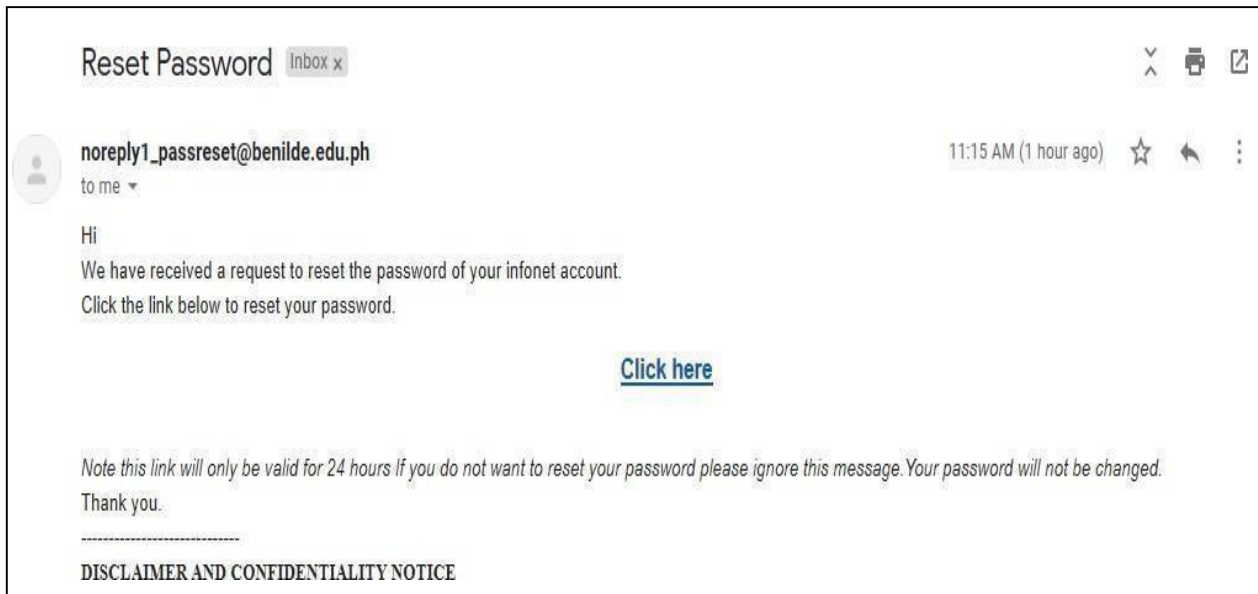 Reset Password Inbox x
noreply1_passreset@benilde.edu.ph 11:15 AM (1 hour ago)
to me
Hi
We have received a request to reset the password of your infonet account.
Click the link below to reset your password.
Click here
Note this link will only be valid for 24 hours If you do not want to reset your password please ignore this message.Your password will not be changed.
Thank you.
-----------------------------
DISCLAIMER AND CONFIDENTIALITY NOTICE